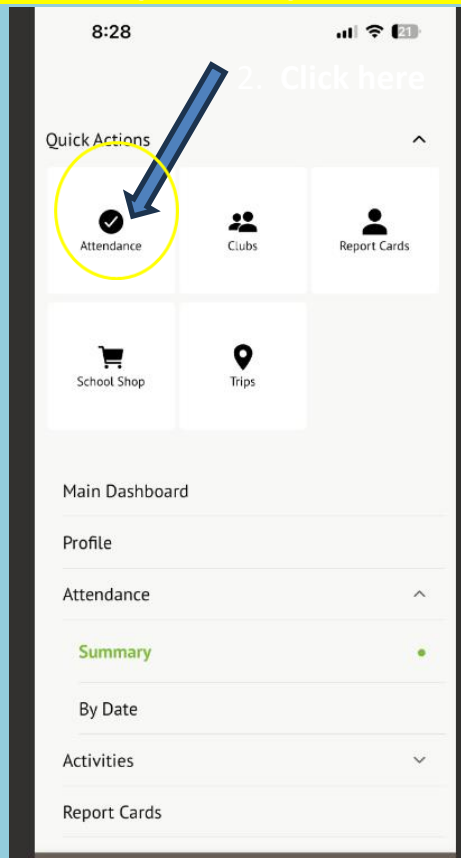 8:28
21
2. Click here
Quick Actions
Attendance
Clubs
Report Cards
School Shop
Trips
Main Dashboard
Profile
Attendance
Summary
By Date
Activities
Report Cards